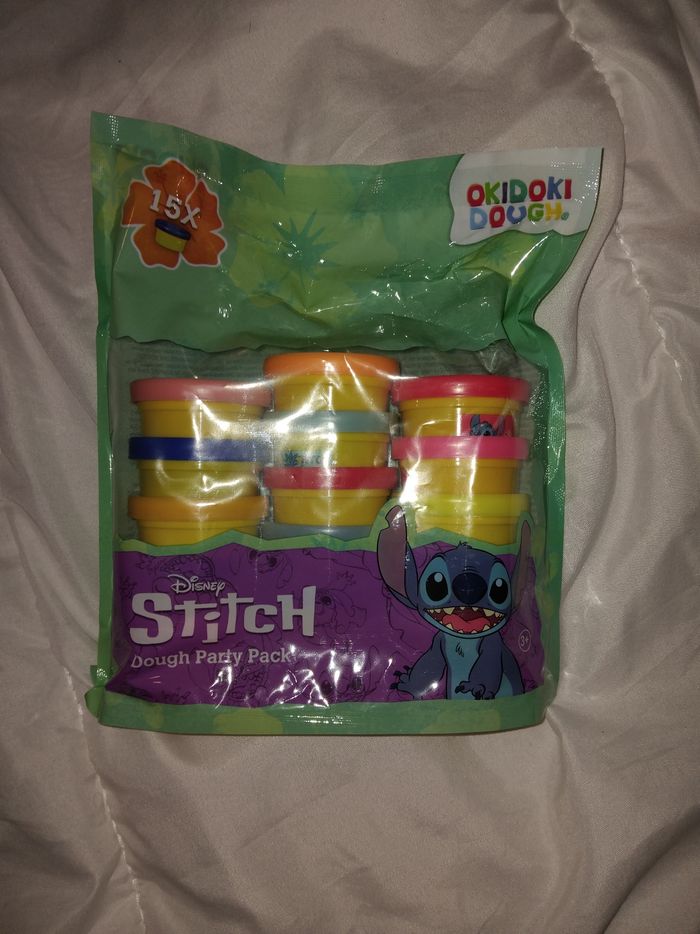 15X
OKIDOKI
DOUGH®
Disney
Stitch
Dough Party Pack
3+